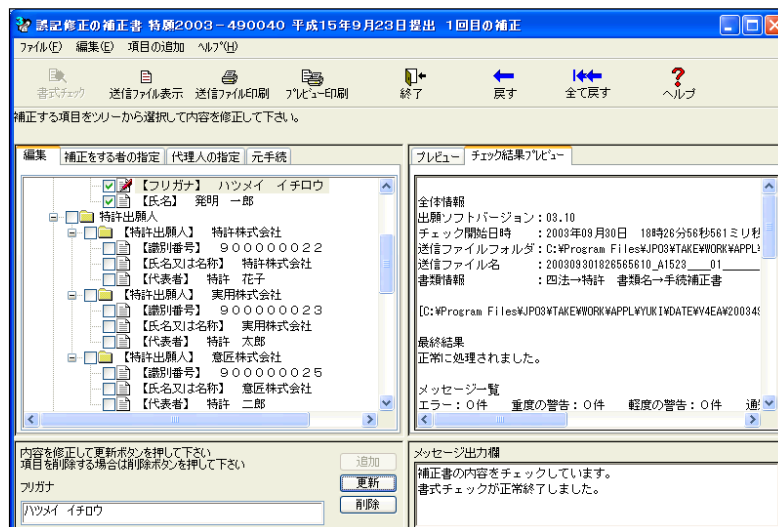 誤記修正の補正書 特願2003-490040 平成15年9月23日提出 1回目の補正
ファイル(F) 編集(E) 項目の追加 ヘルプ(H)
書式チェック 送信ファイル表示 送信ファイル印刷 プレビュー印刷 終了 戻す 全て戻す ヘルプ
補正する項目をツリーから選択して内容を修正して下さい。
編集 補正をする者の指定 代理人の指定 元手続
【フリガナ】 ハツメイ イチロウ
【氏名】 発明 一郎
特許出願人
【特許出願人】 特許株式会社
【識別番号】 900000022
【氏名又は名称】 特許株式会社
【代表者】 特許 花子
【特許出願人】 実用株式会社
【識別番号】 900000023
【氏名又は名称】 実用株式会社
【代表者】 特許 太郎
【特許出願人】 意匠株式会社
【識別番号】 900000025
【氏名又は名称】 意匠株式会社
【代表者】 特許 二郎
プレビュー チェック結果プレビュー
全体情報
出願ソフトバージョン:03.10
チェック開始日時 :2003年09月30日 18時26分56秒561ミリ秒
送信ファイルフォルダ:C:¥Program Files¥JPO3¥TAKE¥WORK¥APPL¥
送信ファイル名 :200309301826565610_A1523____01_____
書類情報 :四法→特許 書類名→手続補正書
[C:¥Program Files¥JPO3¥TAKE¥WORK¥APPL¥YUKI¥DATE¥V4EA¥200349
最終結果
正常に処理されました。
メッセージ一覧
エラー:0件 重度の警告:0件 軽度の警告:0件 通
内容を修正して更新ボタンを押して下さい
項目を削除する場合は削除ボタンを押して下さい
追加
フリガナ
更新
ハツメイ イチロウ
削除
メッセージ出力欄
補正書の内容をチェックしています。
書式チェックが正常終了しました。